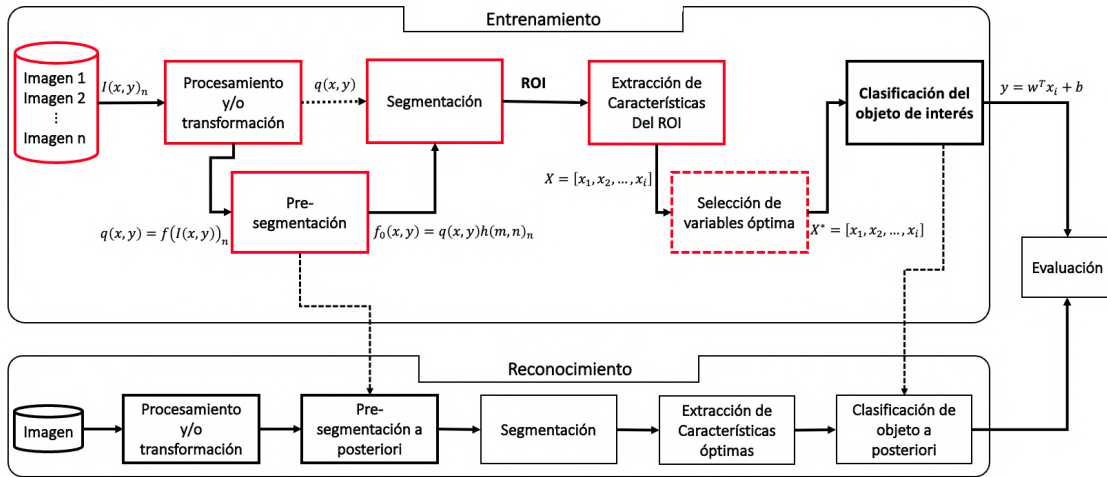 Entrenamiento
Imagen 1
Imagen 2
⋮
Imagen n
I(x, y)_n
Procesamiento
y/o
transformación
q(x, y)
Segmentación
ROI
Extracción de
Características
Del ROI
Clasificación del
objeto de interés
y = w^T x_i + b
q(x, y) = f(I(x, y))_n
Pre-
segmentación
f_0(x, y) = q(x, y)h(m, n)_n
X = [x_1, x_2, ..., x_i]
Selección de
variables óptima
X* = [x_1, x_2, ..., x_i]
Evaluación
Reconocimiento
Imagen
Procesamiento
y/o
transformación
Pre-
segmentación a
posteriori
Segmentación
Extracción de
Características
óptimas
Clasificación de
objeto a
posteriori